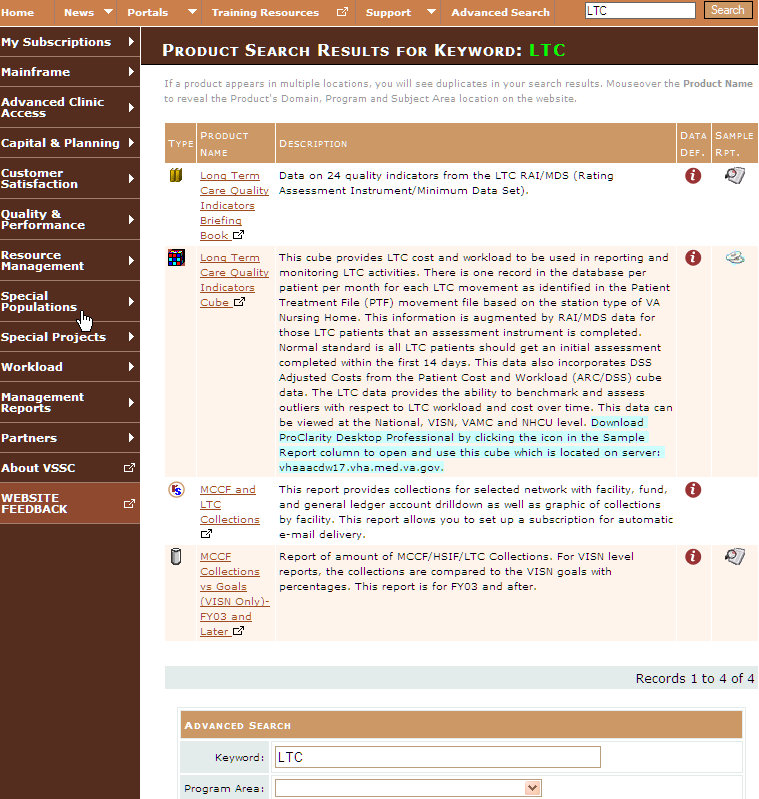 Home News Portals Training Resources Support Advanced Search LTC Search
My Subscriptions
Mainframe
Advanced Clinic
Access
Capital & Planning
Customer
Satisfaction
Quality &
Performance
Resource
Management
Special
Populations
Special Projects
Workload
Management
Reports
Partners
About VSSC
WEBSITE
FEEDBACK
Product Search Results for Keyword: LTC
If a product appears in multiple locations, you will see duplicates in your search results. Mouseover the Product Name
to reveal the Product's Domain, Program and Subject Area location on the website.
Type Product Name Description Data Def. Sample Rpt.
Long Term
Care Quality
Indicators
Briefing
Book
Data on 24 quality indicators from the LTC RAI/MDS (Rating
Assessment Instrument/Minimum Data Set).
Long Term
Care Quality
Indicators
Cube
This cube provides LTC cost and workload to be used in reporting and
monitoring LTC activities. There is one record in the database per
patient per month for each LTC movement as identified in the Patient
Treatment File (PTF) movement file based on the station type of VA
Nursing Home. This information is augmented by RAI/MDS data for
those LTC patients that an assessment instrument is completed.
Normal standard is all LTC patients should get an initial assessment
completed within the first 14 days. This data also incorporates DSS
Adjusted Costs from the Patient Cost and Workload (ARC/DSS) cube
data. The LTC data provides the ability to benchmark and assess
outliers with respect to LTC workload and cost over time. This data can
be viewed at the National, VISN, VAMC and NHCU level. Download
ProClarity Desktop Professional by clicking the icon in the Sample
Report column to open and use this cube which is located on server:
vhaaacdw17.vha.med.va.gov.
MCCF and
LTC
Collections
This report provides collections for selected network with facility, fund,
and general ledger account drilldown as well as graphic of collections
by facility. This report allows you to set up a subscription for automatic
e-mail delivery.
MCCF
Collections
vs Goals
(VISN Only)-
FY03 and
Later
Report of amount of MCCF/HSIF/LTC Collections. For VISN level
reports, the collections are compared to the VISN goals with
percentages. This report is for FY03 and after.
Records 1 to 4 of 4
Advanced Search
Keyword: LTC
Program Area: